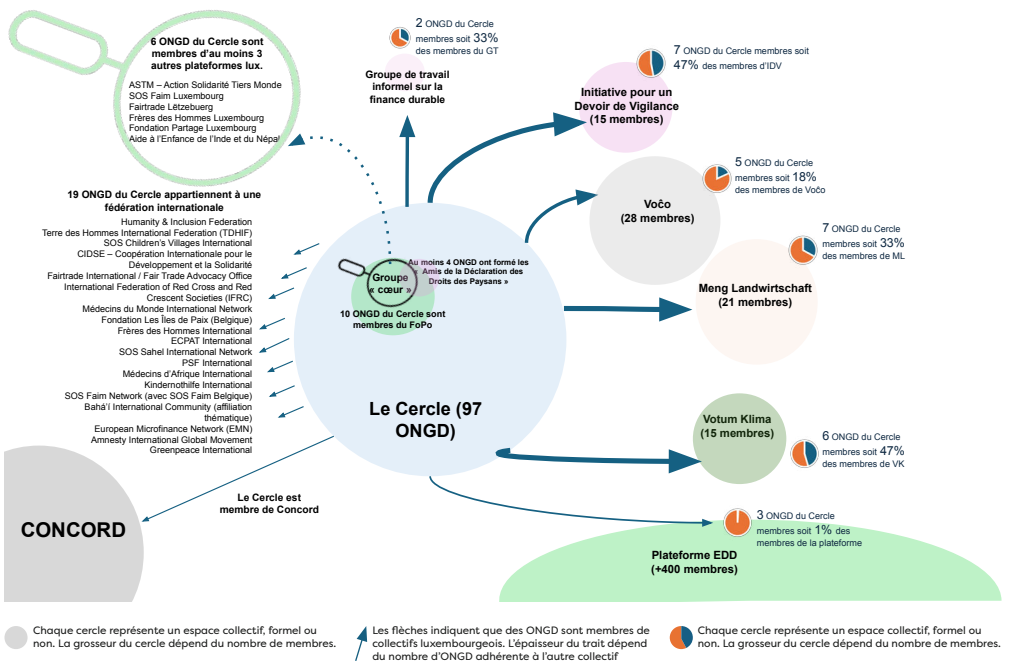 6 ONGD du Cercle sont
membres d'au moins 3
autres plateformes lux.
ASTM – Action Solidarité Tiers Monde
SOS Faim Luxembourg
Fairtrade Lëtzebuerg
Frères des Hommes Luxembourg
Fondation Partage Luxembourg
Aide à l'Enfance de l'Inde et du Népal
2 ONGD du Cercle
membres soit 33%
des membres du GT
Groupe de travail
informel sur la
finance durable
7 ONGD du Cercle membres soit
47% des membres d'IDV
Initiative pour un
Devoir de Vigilance
(15 membres)
5 ONGD du Cercle
membres soit 18%
des membres de Voĉo
Voĉo
(28 membres)
7 ONGD du Cercle
membres soit 33%
des membres de ML
Meng Landwirtschaft
(21 membres)
19 ONGD du Cercle appartiennent à une
fédération internationale
Humanity & Inclusion Federation
Terre des Hommes International Federation (TDHIF)
SOS Children's Villages International
CIDSE – Coopération Internationale pour le
Développement et la Solidarité
Fairtrade International / Fair Trade Advocacy Office
International Federation of Red Cross and Red
Crescent Societies (IFRC)
Médecins du Monde International Network
Fondation Les Îles de Paix (Belgique)
Frères des Hommes International
ECPAT International
SOS Sahel International Network
PSF International
Médecins d'Afrique International
Kindernothilfe International
SOS Faim Network (avec SOS Faim Belgique)
Bahá'í International Community (affiliation
thématique)
European Microfinance Network (EMN)
Amnesty International Global Movement
Greenpeace International
Groupe
« cœur »
Au moins 4 ONGD ont formé les
« Amis de la Déclaration des
Droits des Paysans »
10 ONGD du Cercle sont
membres du FoPo
Le Cercle (97
ONGD)
Votum Klima
(15 membres)
6 ONGD du Cercle
membres soit 47%
des membres de VK
Le Cercle est
membre de Concord
CONCORD
3 ONGD du Cercle
membres soit 1% des
membres de la plateforme
Plateforme EDD
(+400 membres)
Chaque cercle représente un espace collectif, formel ou
non. La grosseur du cercle dépend du nombre de membres.
Les flèches indiquent que des ONGD sont membres de
collectifs luxembourgeois. L'épaisseur du trait dépend
du nombre d'ONGD adhérente à l'autre collectif
Chaque cercle représente un espace collectif, formel ou
non. La grosseur du cercle dépend du nombre de membres.